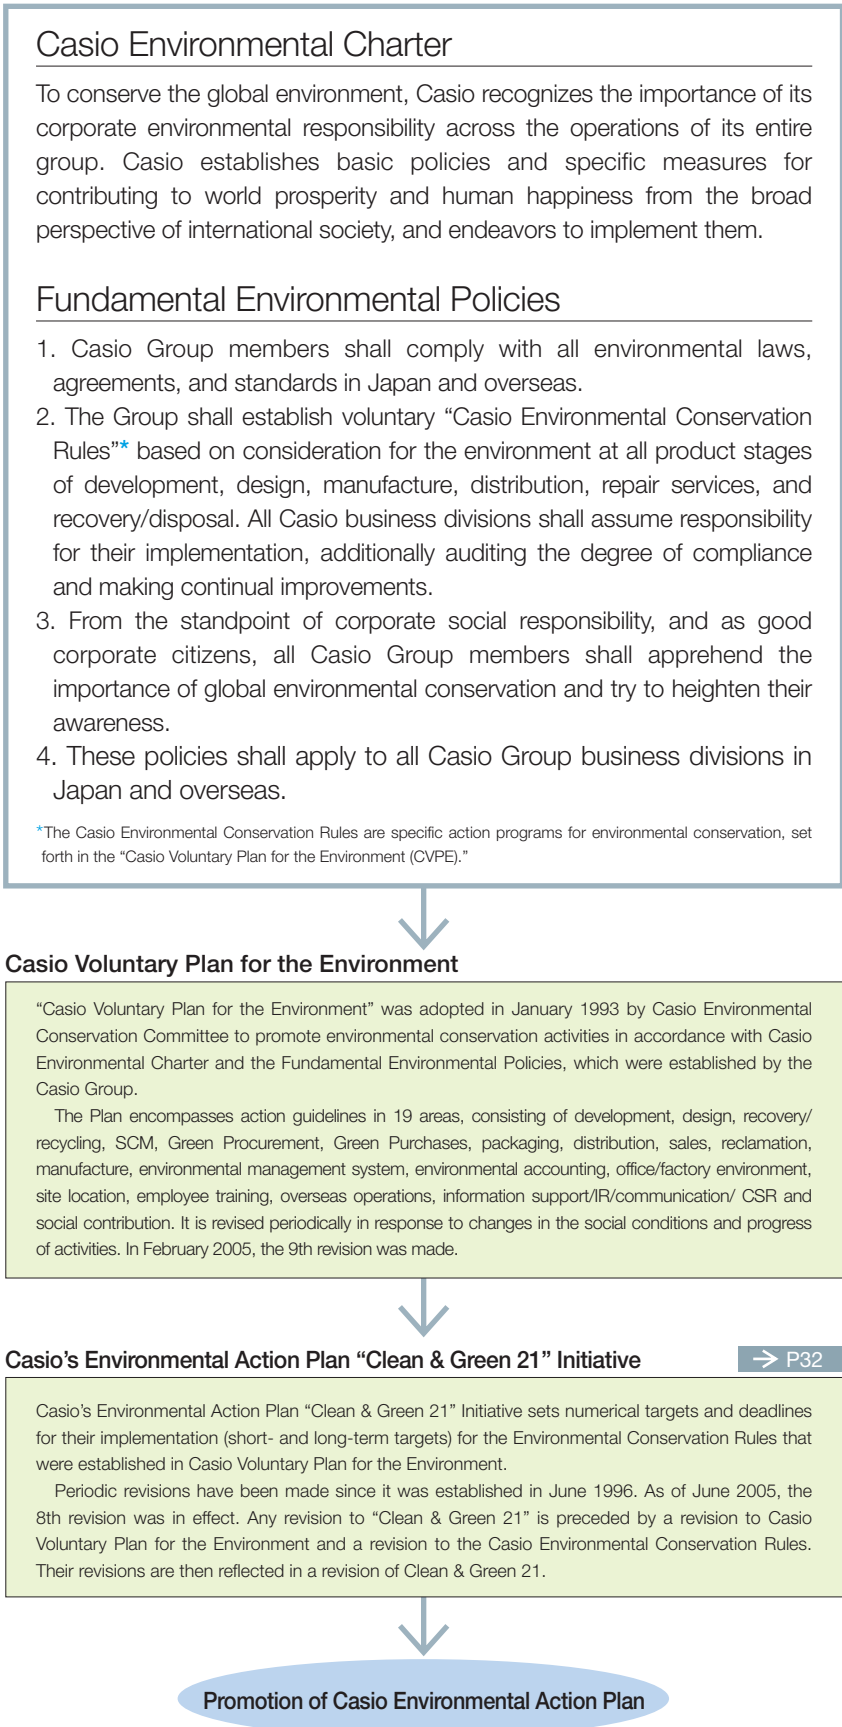 Casio Environmental Charter
To conserve the global environment, Casio recognizes the importance of its
corporate environmental responsibility across the operations of its entire
group. Casio establishes basic policies and specific measures for
contributing to world prosperity and human happiness from the broad
perspective of international society, and endeavors to implement them.
Fundamental Environmental Policies
1. Casio Group members shall comply with all environmental laws,
agreements, and standards in Japan and overseas.
2. The Group shall establish voluntary “Casio Environmental Conservation
Rules”* based on consideration for the environment at all product stages
of development, design, manufacture, distribution, repair services, and
recovery/disposal. All Casio business divisions shall assume responsibility
for their implementation, additionally auditing the degree of compliance
and making continual improvements.
3. From the standpoint of corporate social responsibility, and as good
corporate citizens, all Casio Group members shall apprehend the
importance of global environmental conservation and try to heighten their
awareness.
4. These policies shall apply to all Casio Group business divisions in
Japan and overseas.
*The Casio Environmental Conservation Rules are specific action programs for environmental conservation, set
forth in the “Casio Voluntary Plan for the Environment (CVPE).”
Casio Voluntary Plan for the Environment
“Casio Voluntary Plan for the Environment” was adopted in January 1993 by Casio Environmental
Conservation Committee to promote environmental conservation activities in accordance with Casio
Environmental Charter and the Fundamental Environmental Policies, which were established by the
Casio Group.
The Plan encompasses action guidelines in 19 areas, consisting of development, design, recovery/
recycling, SCM, Green Procurement, Green Purchases, packaging, distribution, sales, reclamation,
manufacture, environmental management system, environmental accounting, office/factory environment,
site location, employee training, overseas operations, information support/IR/communication/ CSR and
social contribution. It is revised periodically in response to changes in the social conditions and progress
of activities. In February 2005, the 9th revision was made.
Casio’s Environmental Action Plan “Clean & Green 21” Initiative
→ P32
Casio’s Environmental Action Plan “Clean & Green 21” Initiative sets numerical targets and deadlines
for their implementation (short- and long-term targets) for the Environmental Conservation Rules that
were established in Casio Voluntary Plan for the Environment.
Periodic revisions have been made since it was established in June 1996. As of June 2005, the
8th revision was in effect. Any revision to “Clean & Green 21” is preceded by a revision to Casio
Voluntary Plan for the Environment and a revision to the Casio Environmental Conservation Rules.
Their revisions are then reflected in a revision of Clean & Green 21.
Promotion of Casio Environmental Action Plan